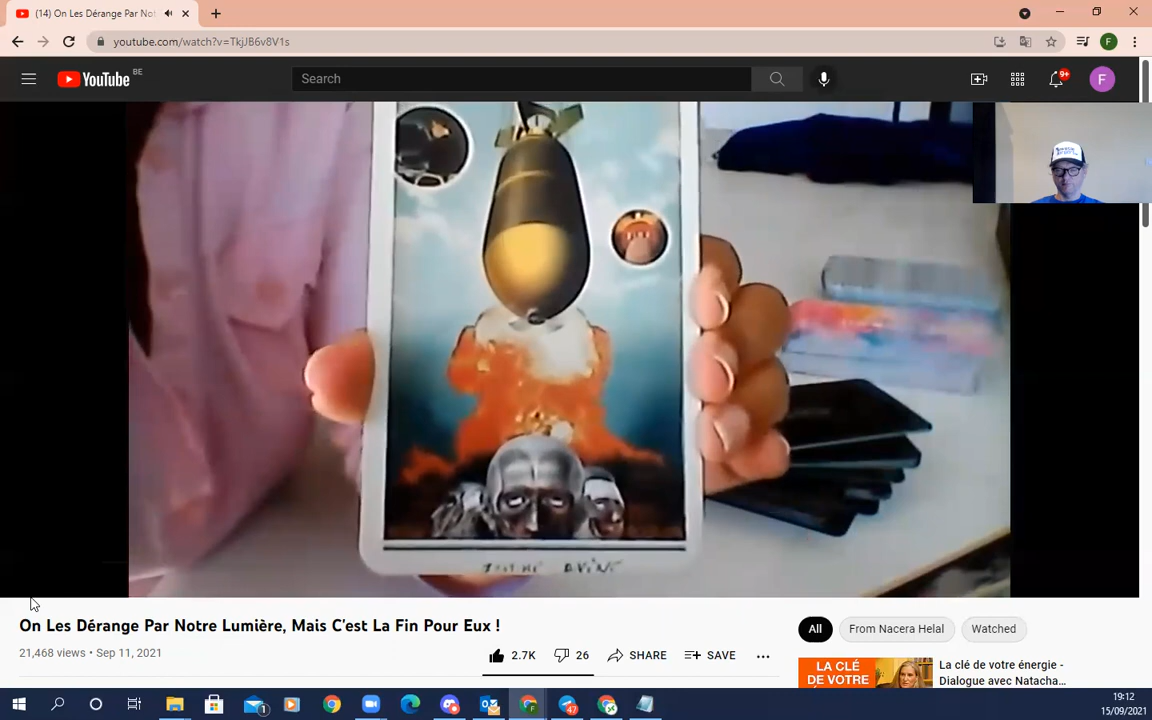 (14) On Les Dérange Par Not
youtube.com/watch?v=TkjJB6v8V1s
F
YouTube BE
Search
9+
F
On Les Dérange Par Notre Lumière, Mais C'est La Fin Pour Eux !
21,468 views • Sep 11, 2021
2.7K
26
SHARE
SAVE
All
From Nacera Helal
Watched
LA CLÉ
DE VOTRE
La clé de votre énergie -
Dialogue avec Natacha...
1
47
19:12
15/09/2021